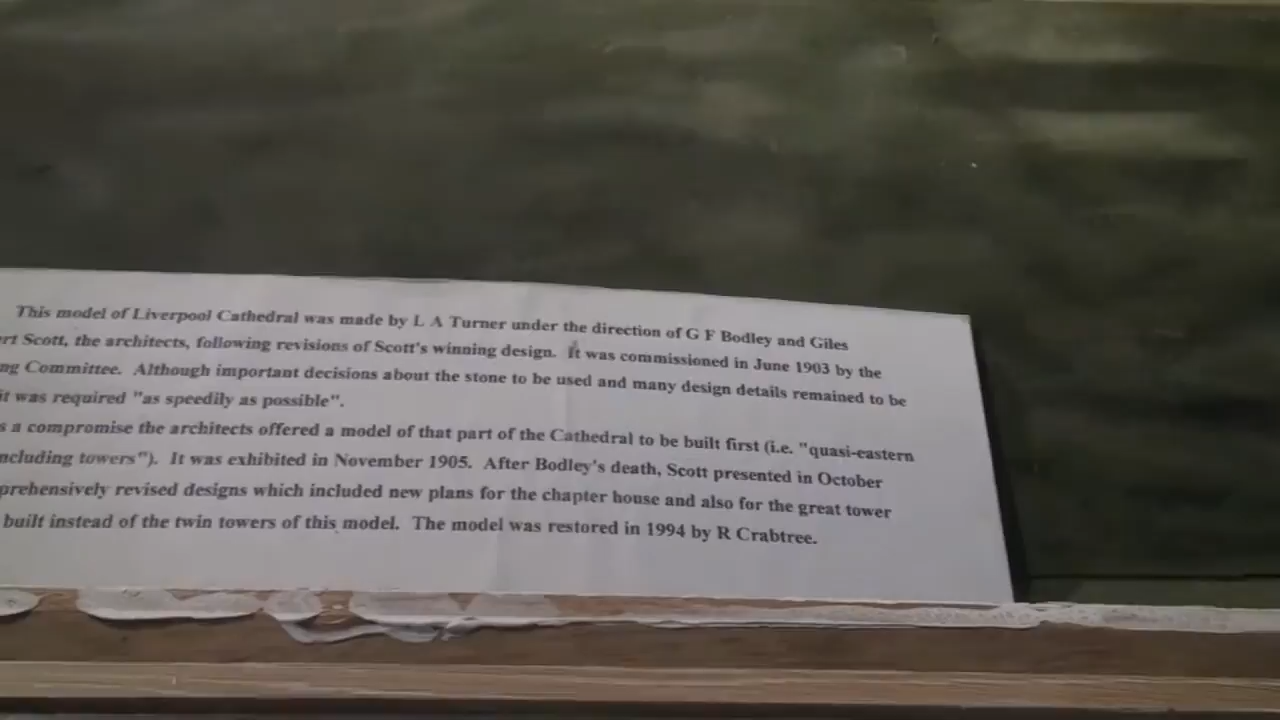 This model of Liverpool Cathedral was made by L A Turner under the direction of G F Bodley and Giles
rt Scott, the architects, following revisions of Scott's winning design. It was commissioned in June 1903 by the
ng Committee. Although important decisions about the stone to be used and many design details remained to be
it was required "as speedily as possible".
s a compromise the architects offered a model of that part of the Cathedral to be built first (i.e. "quasi-eastern
ncluding towers"). It was exhibited in November 1905. After Bodley's death, Scott presented in October
prehensively revised designs which included new plans for the chapter house and also for the great tower
built instead of the twin towers of this model. The model was restored in 1994 by R Crabtree.